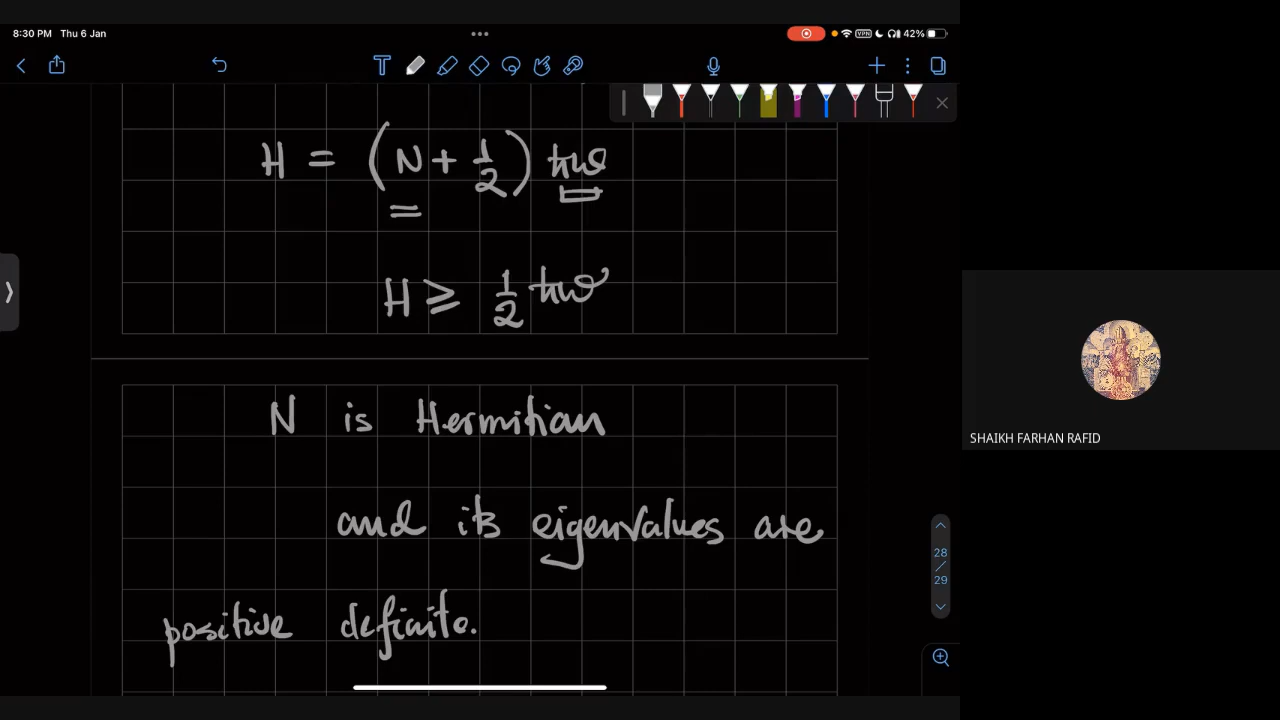 8:30 PM Thu 6 Jan
VPN 42%
H = (N + 1/2) ħω
H ≥ 1/2 ħω
N is Hermitian
and its eigenvalues are
positive definite.
28
/
29
SHAIKH FARHAN RAFID